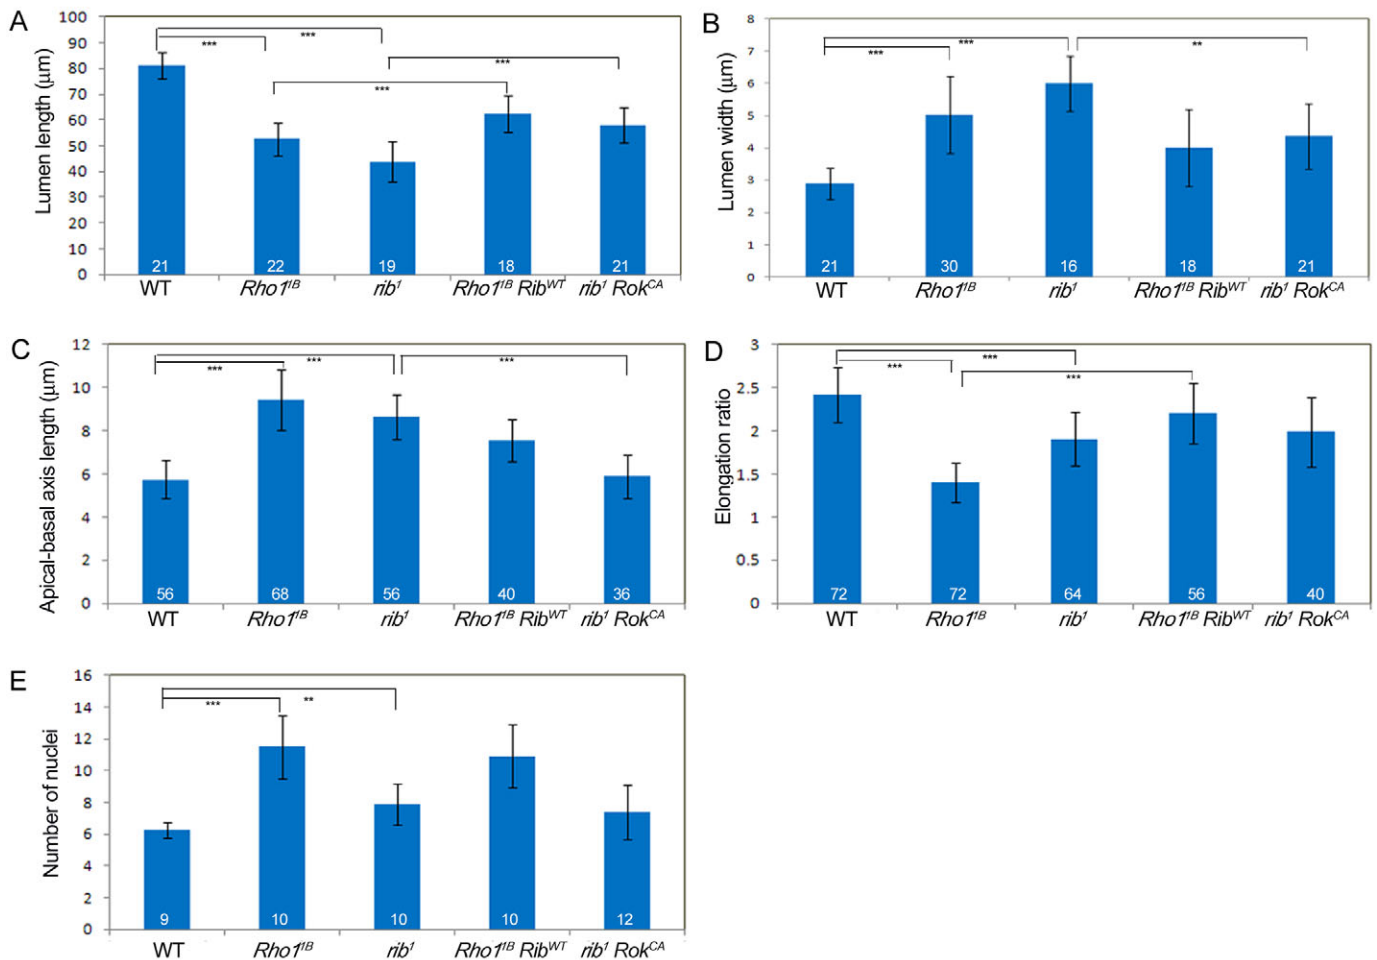 A
Lumen length (µm)
100
90
80
70
60
50
40
30
20
10
0
*** *** *** ***
21 22 19 18 21
WT Rho1^1B rib^1 Rho1^1B Rib^WT rib^1 Rok^CA
B
Lumen width (µm)
8
7
6
5
4
3
2
1
0
*** *** **
21 30 16 18 21
WT Rho1^1B rib^1 Rho1^1B Rib^WT rib^1 Rok^CA
C
Apical-basal axis length (µm)
12
10
8
6
4
2
0
*** *** ***
56 68 56 40 36
WT Rho1^1B rib^1 Rho1^1B Rib^WT rib^1 Rok^CA
D
Elongation ratio
3
2.5
2
1.5
1
0.5
0
*** *** ***
72 72 64 56 40
WT Rho1^1B rib^1 Rho1^1B Rib^WT rib^1 Rok^CA
E
Number of nuclei
16
14
12
10
8
6
4
2
0
*** **
9 10 10 10 12
WT Rho1^1B rib^1 Rho1^1B Rib^WT rib^1 Rok^CA